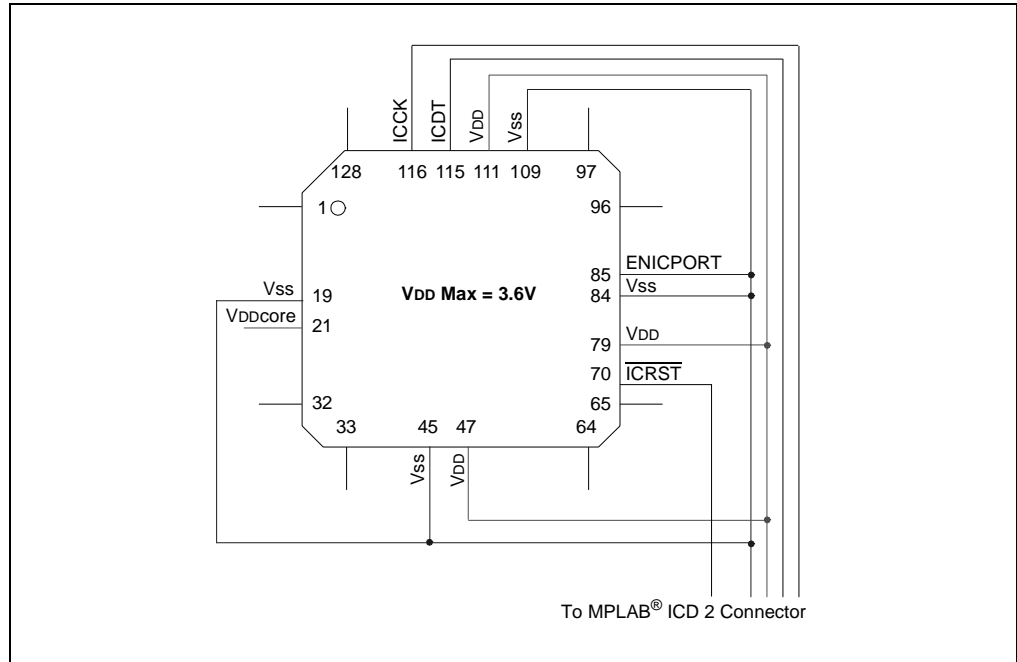 ICCK
ICDT
VDD
Vss
128 116 115 111 109 97
1
96
85 ENICPORT
84 Vss
Vss 19
VDD Max = 3.6V
VDDcore 21
79 VDD
70 ICRST
32
65
33 45 47 64
Vss
VDD
To MPLAB® ICD 2 Connector